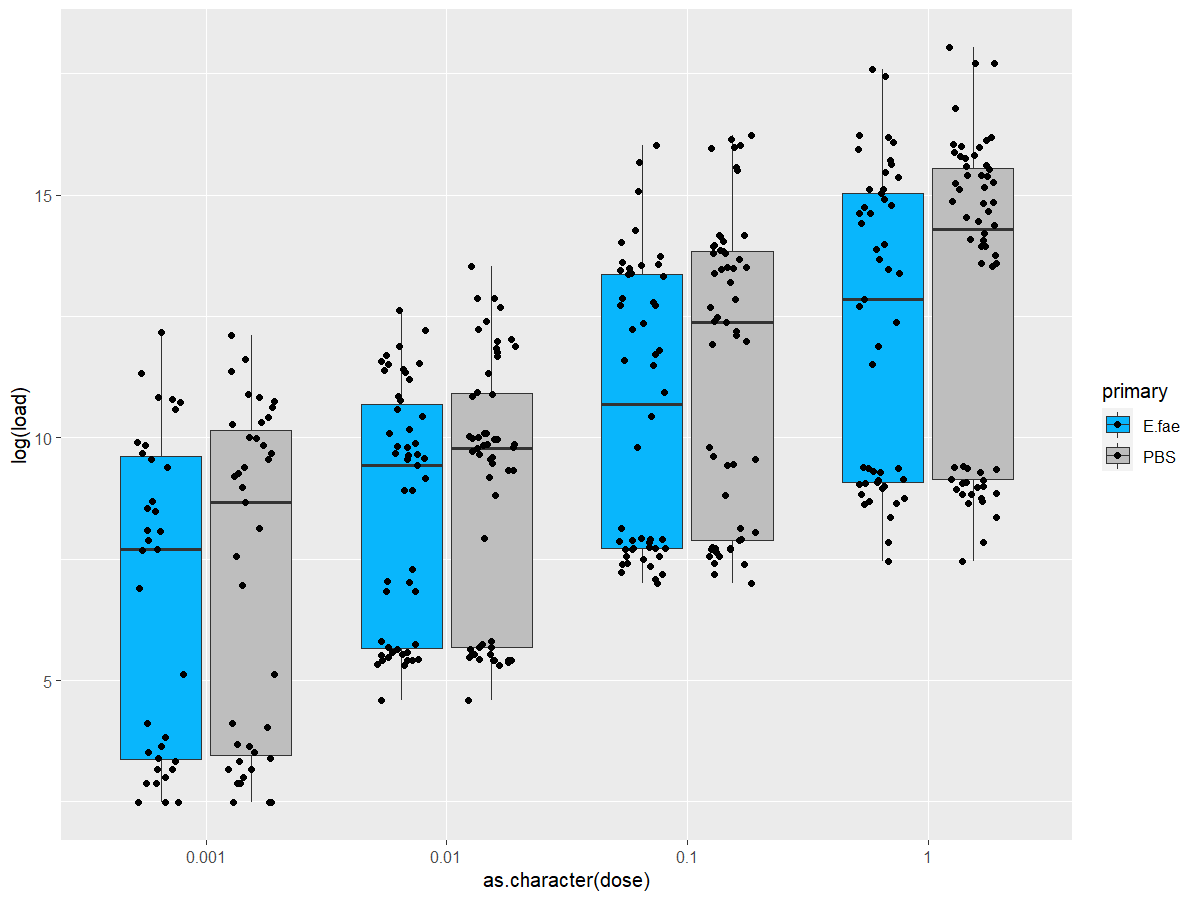 log(load)
15
10
5
0.001
0.01
0.1
1
as.character(dose)
primary
E.fae
PBS